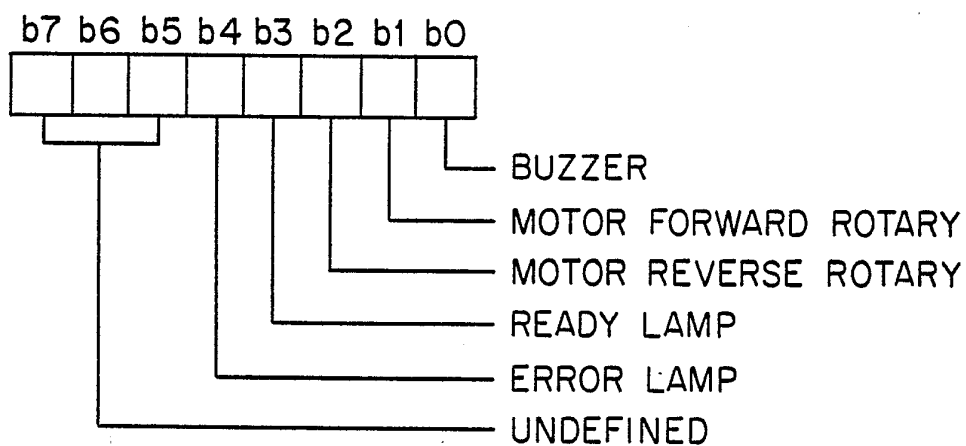 b7 b6 b5 b4 b3 b2 b1 b0
BUZZER
MOTOR FORWARD ROTARY
MOTOR REVERSE ROTARY
READY LAMP
ERROR LAMP
UNDEFINED